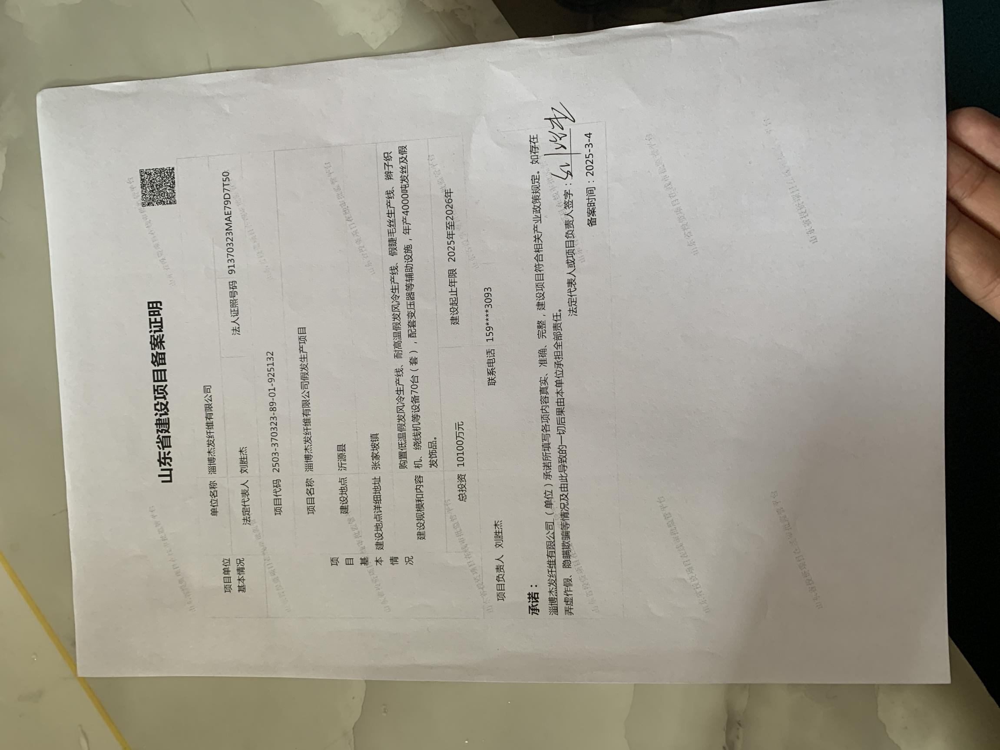 山东省建设项目备案证明
项目单位
基本情况
单位名称 淄博杰发纤维有限公司
法定代表人 刘胜杰 法人证照号码 91370323MAE79D7T50
项目基本情况
项目代码 2503-370323-89-01-925132
项目名称 淄博杰发纤维有限公司假发生产项目
建设地点 沂源县
建设地点详细地址 张家坡镇
建设规模和内容
购置低温假发风冷生产线、耐高温假发风冷生产线、假睫毛丝生产线、辫子织
机、绕线机等设备70台(套),配套变压器等辅助设施,年产4000吨发丝及假
发饰品。
总投资 10100万元 建设起止年限 2025年至2026年
项目负责人 刘胜杰 联系电话 159****3093
承诺:
淄博杰发纤维有限公司(单位)承诺所填写各项内容真实、准确、完整,建设项目符合相关产业政策规定。如存在
弄虚作假、隐瞒欺骗等情况及由此导致的一切后果由本单位承担全部责任。
法定代表人或项目负责人签字:刘胜杰
备案时间:2025-3-4